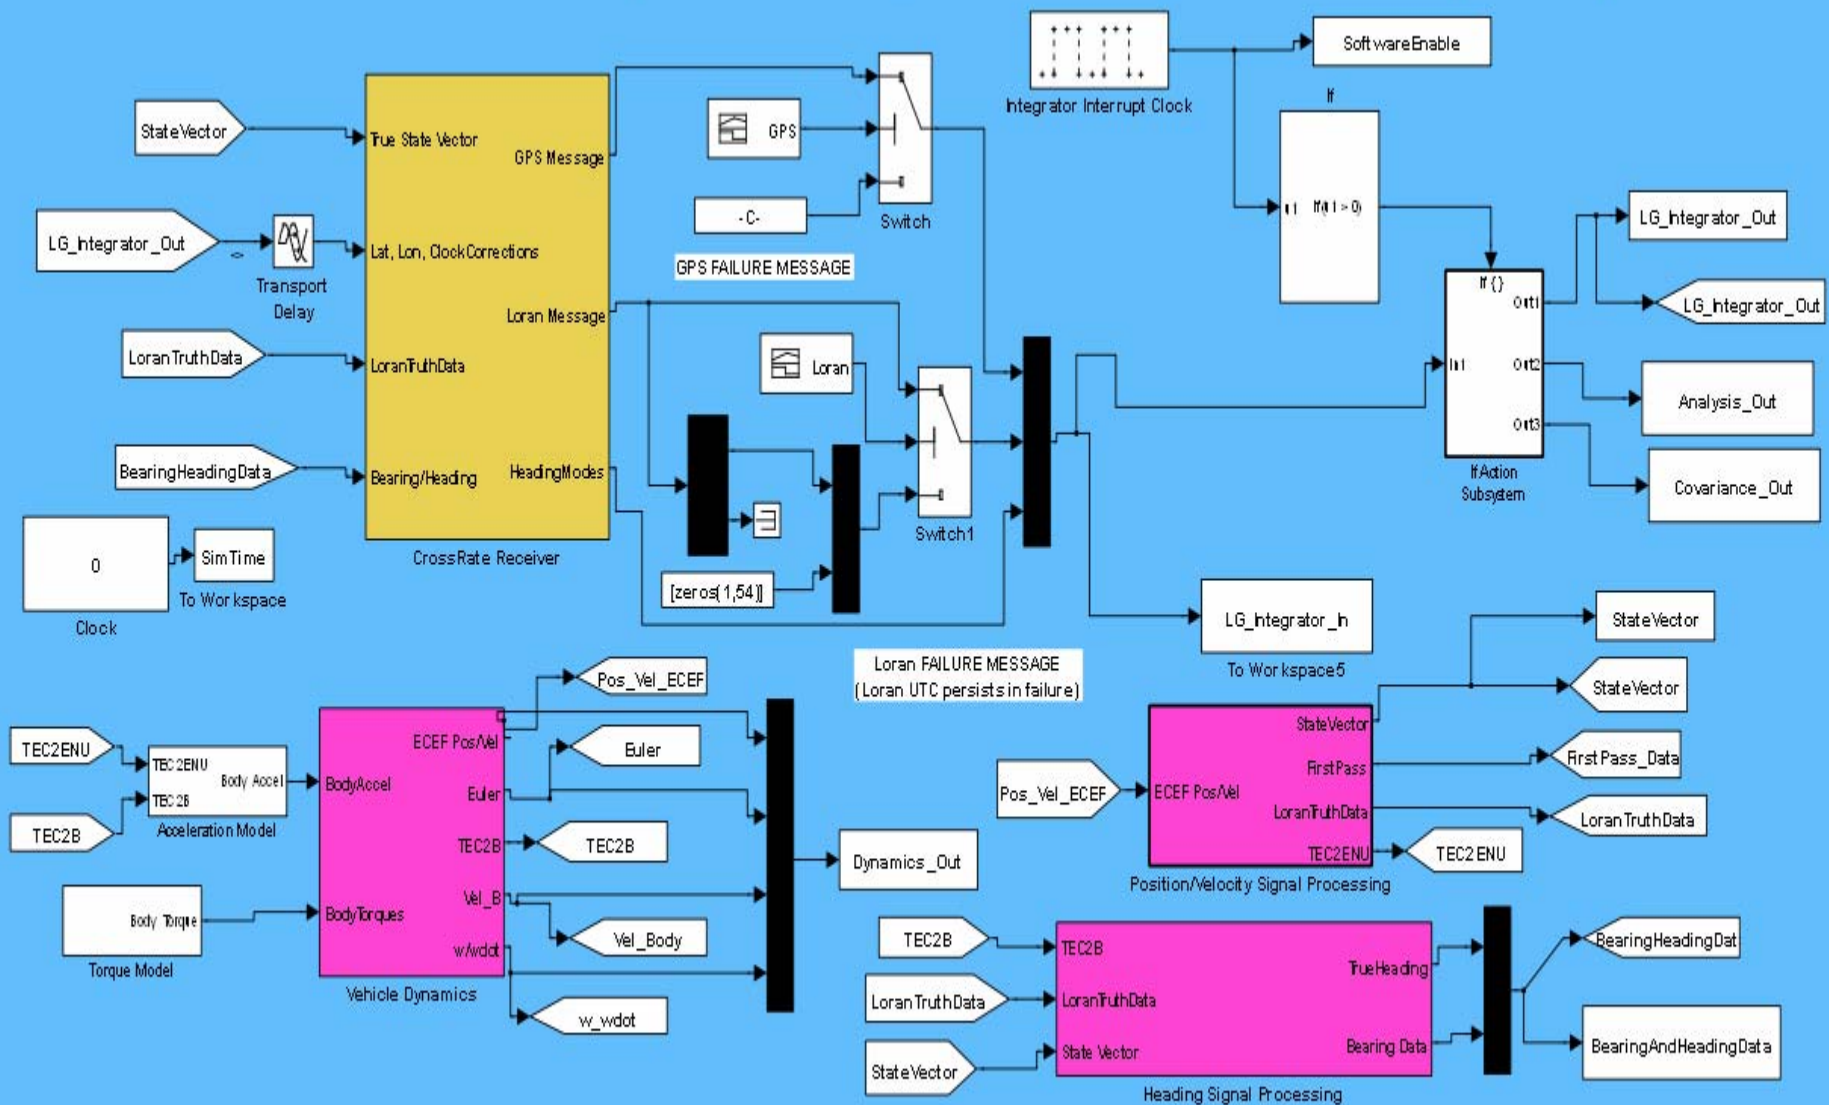 StateVector
LG_Integrator_Out
<>
Transport
Delay
LoranTruthData
BearingHeadingData
0
Clock
SimTime
To Workspace
True State Vector
Lat, Lon, ClockCorrections
LoranTruthData
Bearing/Heading
GPS Message
Loran Message
HeadingModes
CrossRate Receiver
GPS
-C-
Switch
GPS FAILURE MESSAGE
Loran
Switch1
[zeros(1,54)]
Loran FAILURE MESSAGE
(Loran UTC persists in failure)
Integrator Interrupt Clock
SoftwareEnable
If
u1
if(u1 > 0)
if { }
In1
Out1
Out2
Out3
If Action
Subsystem
LG_Integrator_Out
LG_Integrator_Out
Analysis_Out
Covariance_Out
LG_Integrator_In
To Workspace5
TEC2ENU
TEC2B
TEC2ENU
TEC2B
Body Accel
Acceleration Model
Body Torque
Torque Model
BodyAccel
BodyTorques
ECEF Pos/Vel
Euler
TEC2B
Vel_B
w/wdot
Vehicle Dynamics
Pos_Vel_ECEF
Euler
TEC2B
Vel_Body
w_wdot
Dynamics_Out
Pos_Vel_ECEF
ECEF Pos/Vel
StateVector
FirstPass
LoranTruthData
TEC2ENU
Position/Velocity Signal Processing
StateVector
StateVector
FirstPass_Data
LoranTruthData
TEC2ENU
TEC2B
LoranTruthData
StateVector
TEC2B
LoranTruthData
State Vector
TrueHeading
Bearing Data
Heading Signal Processing
BearingHeadingDat
BearingAndHeadingData